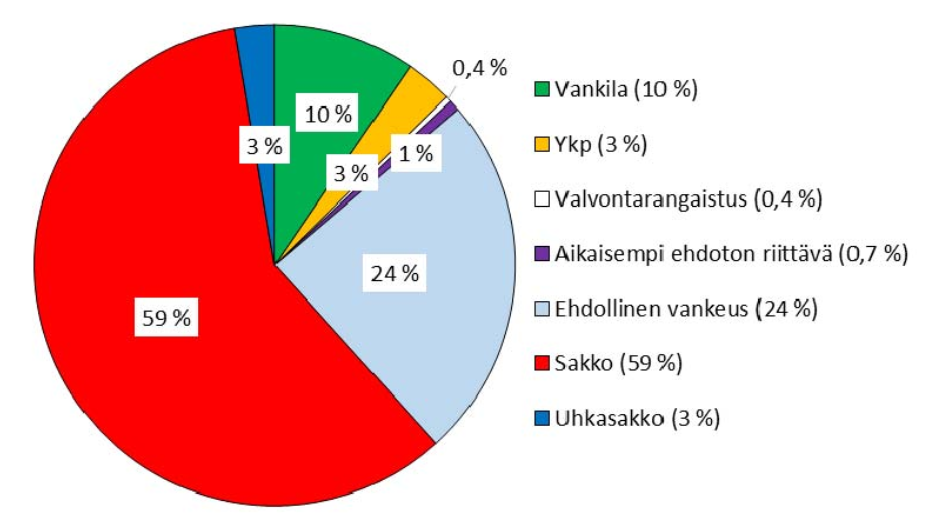 0,4 %
10 %
3 %
3 %
1 %
24 %
59 %
Vankila (10 %)
Ykp (3 %)
Valvontarangaistus (0,4 %)
Aikaisempi ehdoton riittävä (0,7 %)
Ehdollinen vankeus (24 %)
Sakko (59 %)
Uhkasakko (3 %)